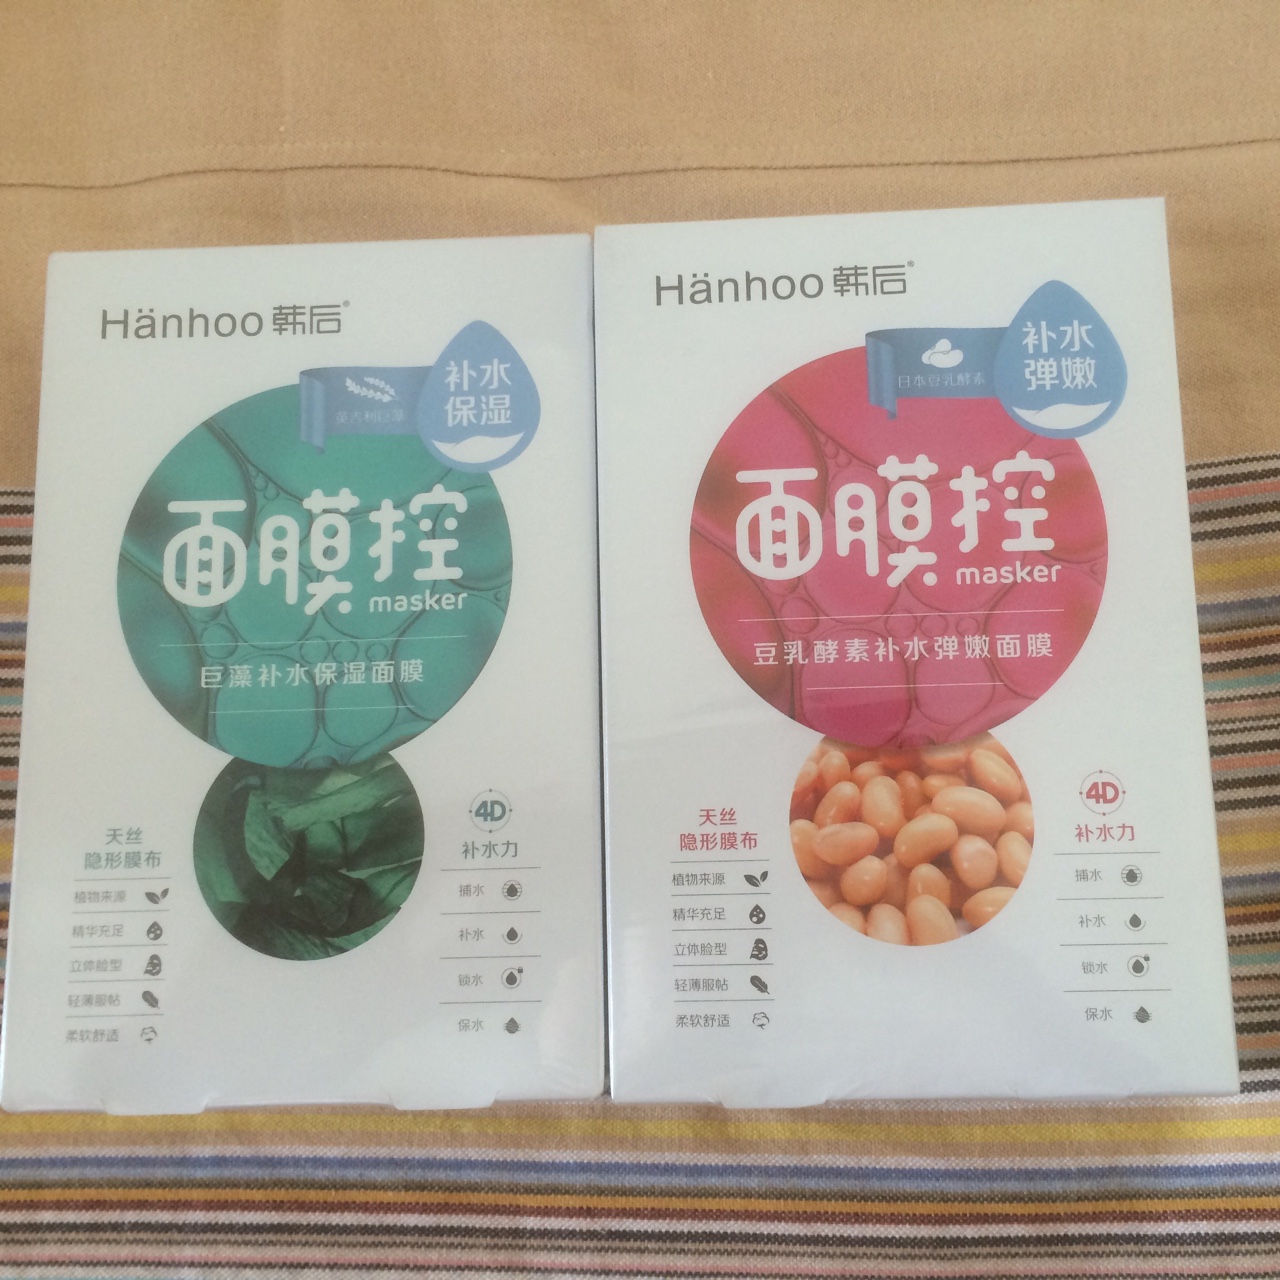 Hänhoo 韩后®
补水
保湿
英吉利巨藻
面膜控
masker
巨藻补水保湿面膜
天丝
隐形膜布
植物来源
精华充足
立体脸型
轻薄服帖
柔软舒适
4D
补水力
捕水
补水
锁水
保水
Hänhoo 韩后®
补水
弹嫩
日本豆乳酵素
面膜控
masker
豆乳酵素补水弹嫩面膜
天丝
隐形膜布
植物来源
精华充足
立体脸型
轻薄服帖
柔软舒适
4D
补水力
捕水
补水
锁水
保水